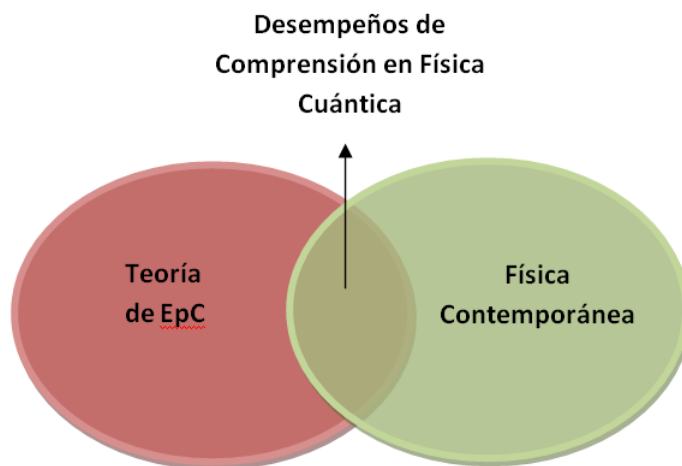 Desempeños de
Comprensión en Física
Cuántica
Teoría
de EpC
Física
Contemporánea